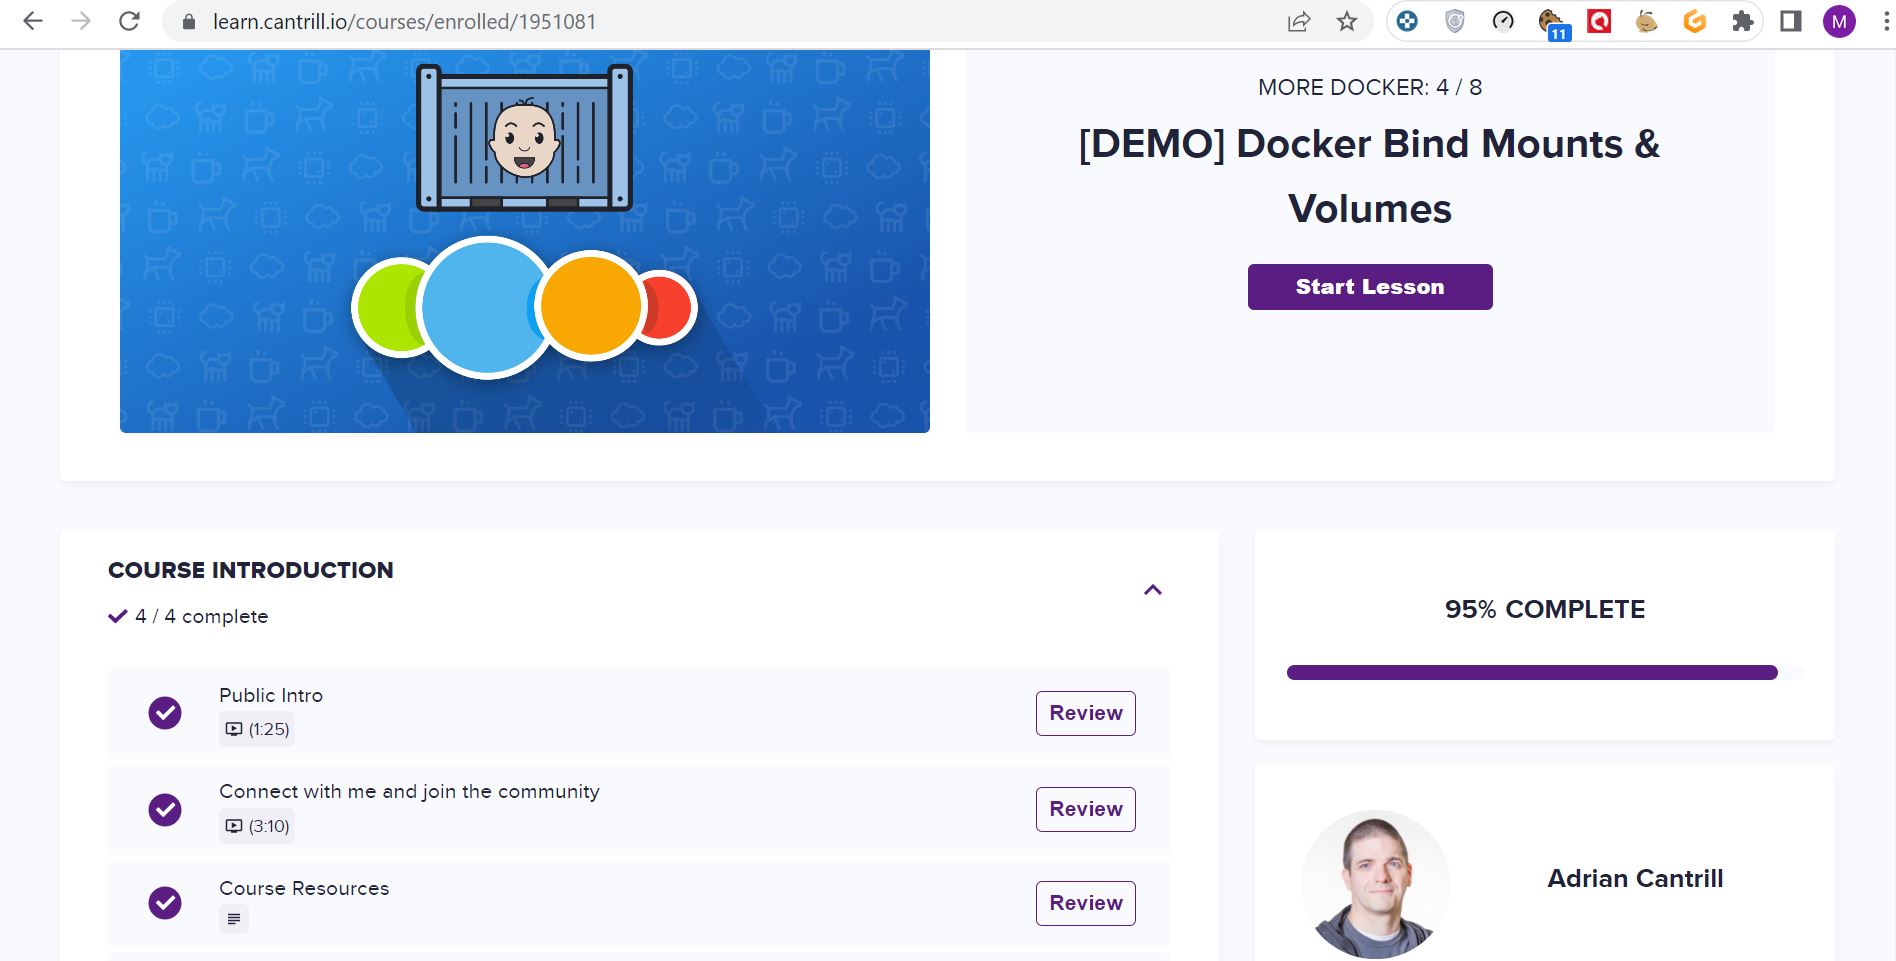 learn.cantrill.io/courses/enrolled/1951081
11
M
MORE DOCKER: 4 / 8
[DEMO] Docker Bind Mounts &
Volumes
Start Lesson
COURSE INTRODUCTION
4 / 4 complete
95% COMPLETE
Public Intro
(1:25)
Review
Connect with me and join the community
(3:10)
Review
Adrian Cantrill
Course Resources
Review